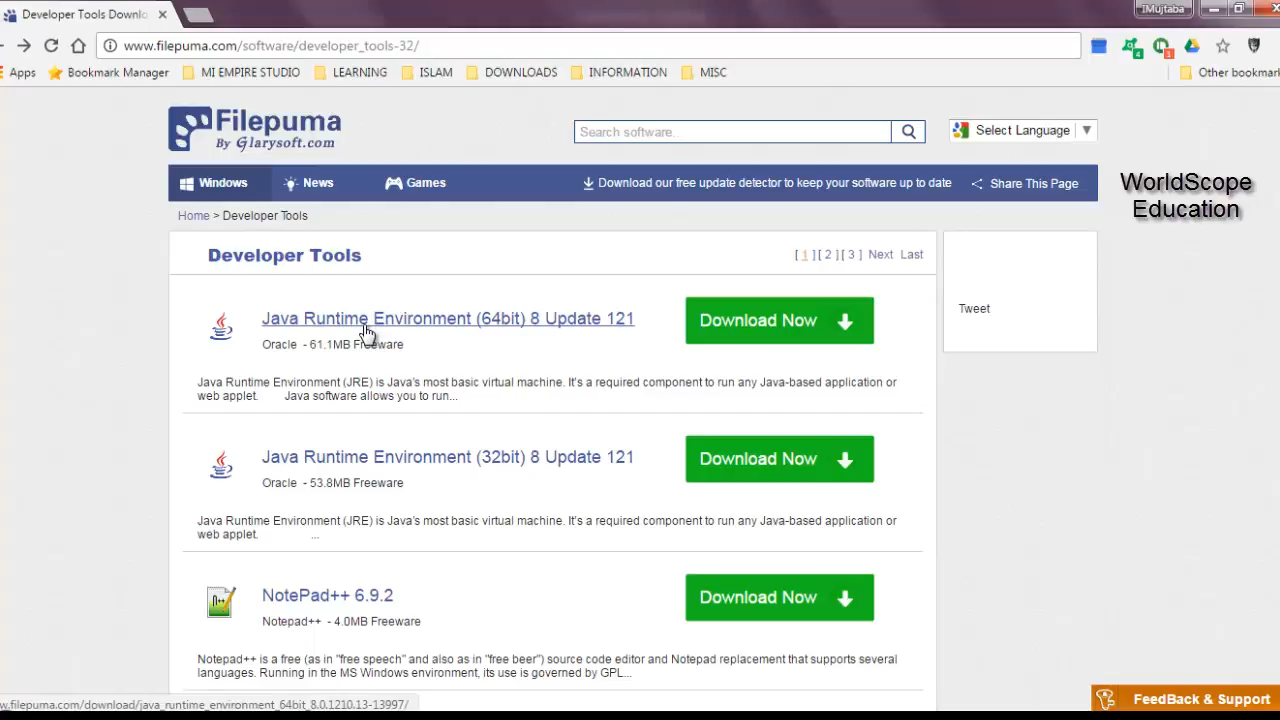 Developer Tools Downlo
iMujtaba
www.filepuma.com/software/developer_tools-32/
4
1
Apps
Bookmark Manager
MI EMPIRE STUDIO
LEARNING
ISLAM
DOWNLOADS
INFORMATION
MISC
Other bookmark
Filepuma
By Glarysoft.com
Search software..
Select Language
Windows
News
Games
Download our free update detector to keep your software up to date
Share This Page
WorldScope
Education
Home > Developer Tools
Developer Tools
[ 1 ][ 2 ][ 3 ] Next Last
Java Runtime Environment (64bit) 8 Update 121
Download Now
Oracle - 61.1MB Freeware
Tweet
Java Runtime Environment (JRE) is Java's most basic virtual machine. It's a required component to run any Java-based application or
web applet. Java software allows you to run...
Java Runtime Environment (32bit) 8 Update 121
Download Now
Oracle - 53.8MB Freeware
Java Runtime Environment (JRE) is Java's most basic virtual machine. It's a required component to run any Java-based application or
web applet. ...
NotePad++ 6.9.2
Download Now
Notepad++ - 4.0MB Freeware
Notepad++ is a free (as in "free speech" and also as in "free beer") source code editor and Notepad replacement that supports several
languages. Running in the MS Windows environment, its use is governed by GPL...
w.filepuma.com/download/java_runtime_environment_64bit_8.0.1210.13-13997/
FeedBack & Support